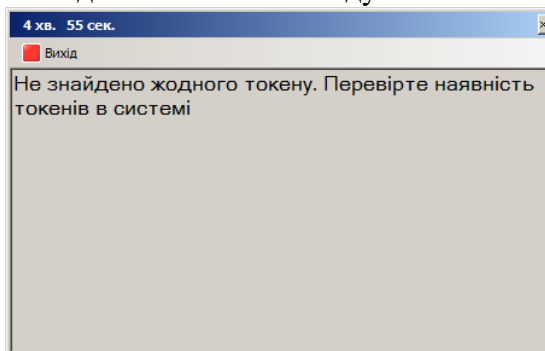 4 хв. 55 сек.
Вихід
Не знайдено жодного токену. Перевірте наявність
токенів в системі